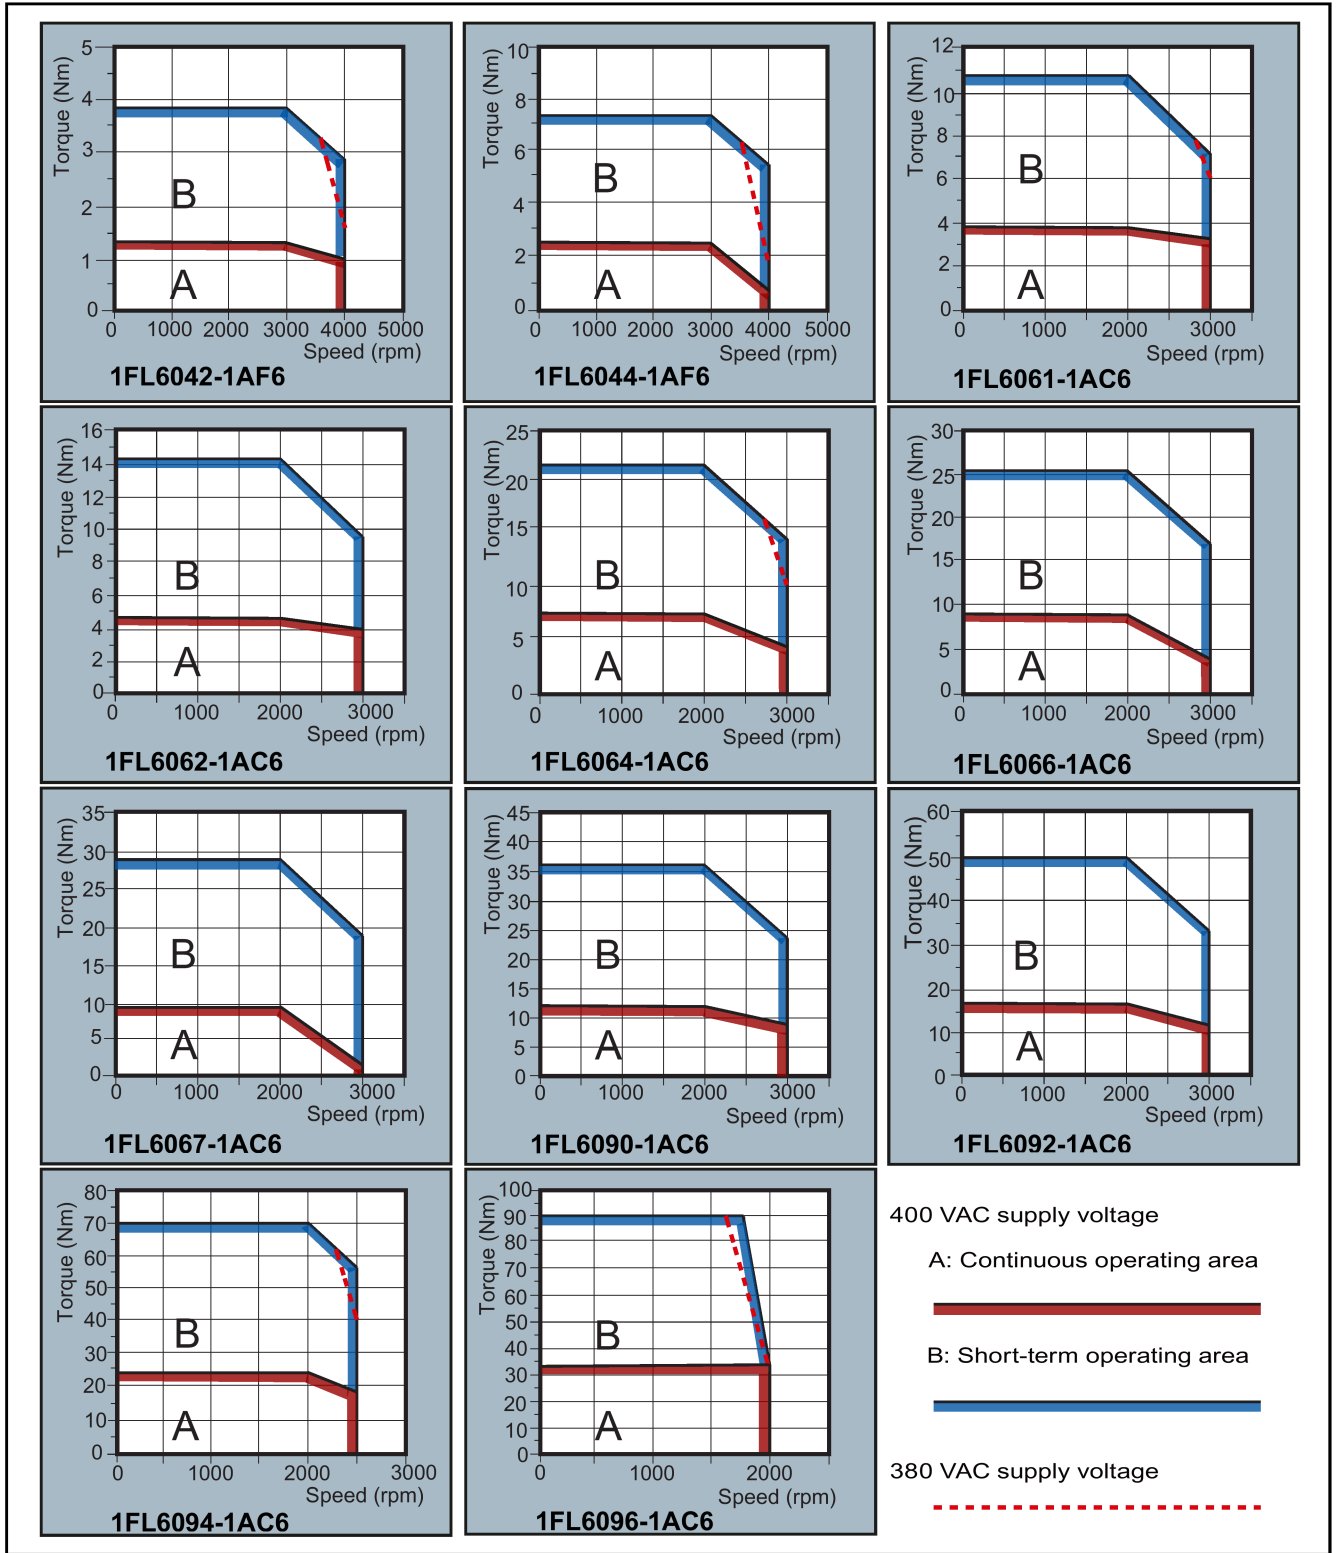 Torque (Nm)
5
4
3
2
1
0
B
A
0 1000 2000 3000 4000 5000
Speed (rpm)
1FL6042-1AF6
Torque (Nm)
10
8
6
4
2
0
B
A
0 1000 2000 3000 4000 5000
Speed (rpm)
1FL6044-1AF6
Torque (Nm)
12
10
8
6
4
2
0
B
A
0 1000 2000 3000
Speed (rpm)
1FL6061-1AC6
Torque (Nm)
16
14
12
10
8
6
4
2
0
B
A
0 1000 2000 3000
Speed (rpm)
1FL6062-1AC6
Torque (Nm)
25
20
15
10
5
0
B
A
0 1000 2000 3000
Speed (rpm)
1FL6064-1AC6
Torque (Nm)
30
25
20
15
10
5
0
B
A
0 1000 2000 3000
Speed (rpm)
1FL6066-1AC6
Torque (Nm)
35
30
25
20
15
10
5
0
B
A
0 1000 2000 3000
Speed (rpm)
1FL6067-1AC6
Torque (Nm)
45
40
35
30
25
20
15
10
5
0
B
A
0 1000 2000 3000
Speed (rpm)
1FL6090-1AC6
Torque (Nm)
60
50
40
30
20
10
0
B
A
0 1000 2000 3000
Speed (rpm)
1FL6092-1AC6
Torque (Nm)
80
70
60
50
40
30
20
10
0
B
A
0 1000 2000 3000
Speed (rpm)
1FL6094-1AC6
Torque (Nm)
100
90
80
70
60
50
40
30
20
10
0
B
A
0 1000 2000
Speed (rpm)
1FL6096-1AC6
400 VAC supply voltage
A: Continuous operating area
B: Short-term operating area
380 VAC supply voltage